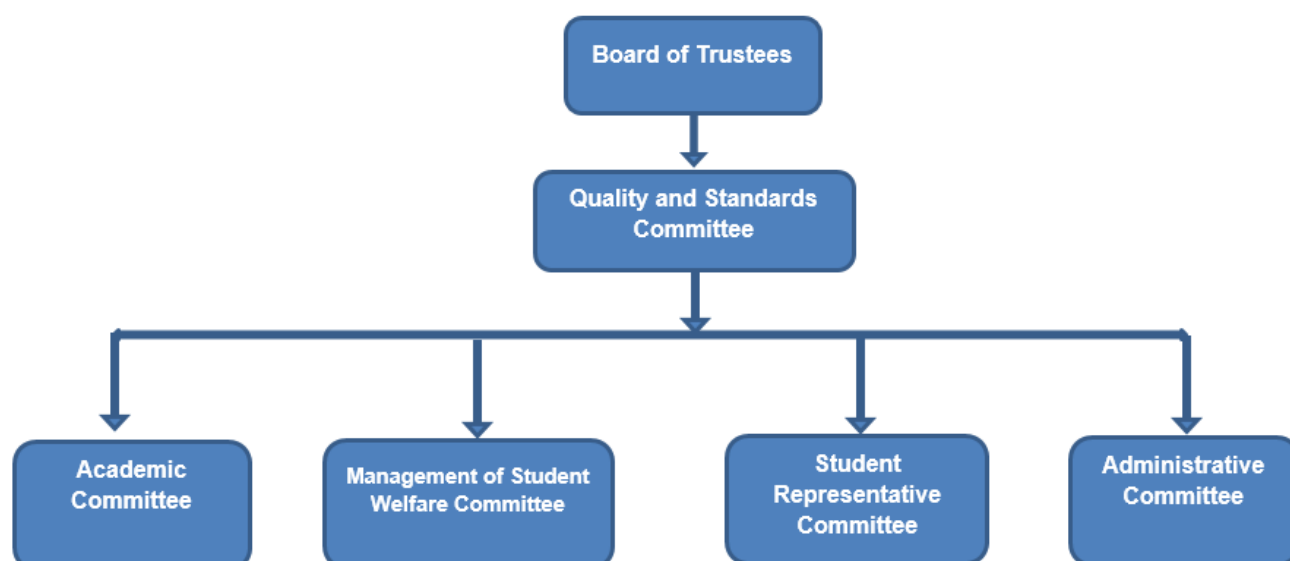 Board of Trustees
Quality and Standards
Committee
Academic
Committee
Management of Student
Welfare Committee
Student
Representative
Committee
Administrative
Committee